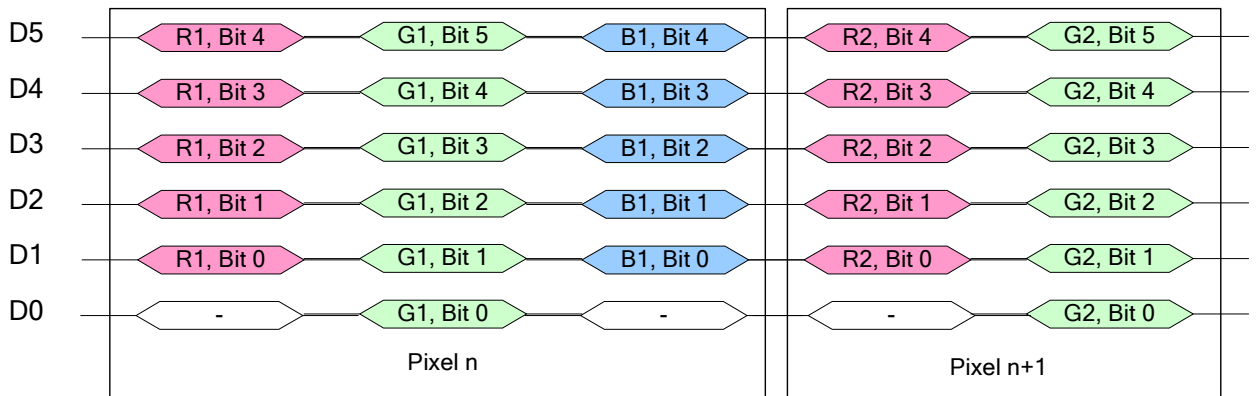 D5 R1, Bit 4 G1, Bit 5 B1, Bit 4 R2, Bit 4 G2, Bit 5
D4 R1, Bit 3 G1, Bit 4 B1, Bit 3 R2, Bit 3 G2, Bit 4
D3 R1, Bit 2 G1, Bit 3 B1, Bit 2 R2, Bit 2 G2, Bit 3
D2 R1, Bit 1 G1, Bit 2 B1, Bit 1 R2, Bit 1 G2, Bit 2
D1 R1, Bit 0 G1, Bit 1 B1, Bit 0 R2, Bit 0 G2, Bit 1
D0 - G1, Bit 0 - - G2, Bit 0
Pixel n Pixel n+1